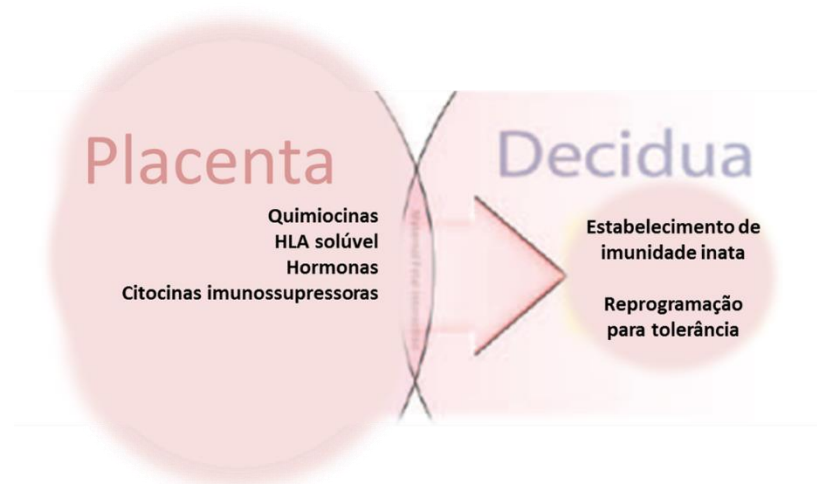 Placenta
Quimiocinas
HLA solúvel
Hormonas
Citocinas imunossupressoras
Decidua
Estabelecimento de
imunidade inata
Reprogramação
para tolerância